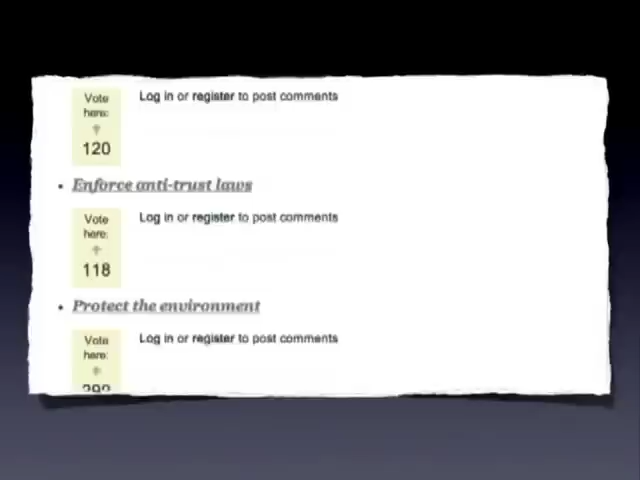 Vote
here:
Log in or register to post comments
120
• Enforce anti-trust laws
Vote
here:
Log in or register to post comments
118
• Protect the environment
Vote
here:
Log in or register to post comments